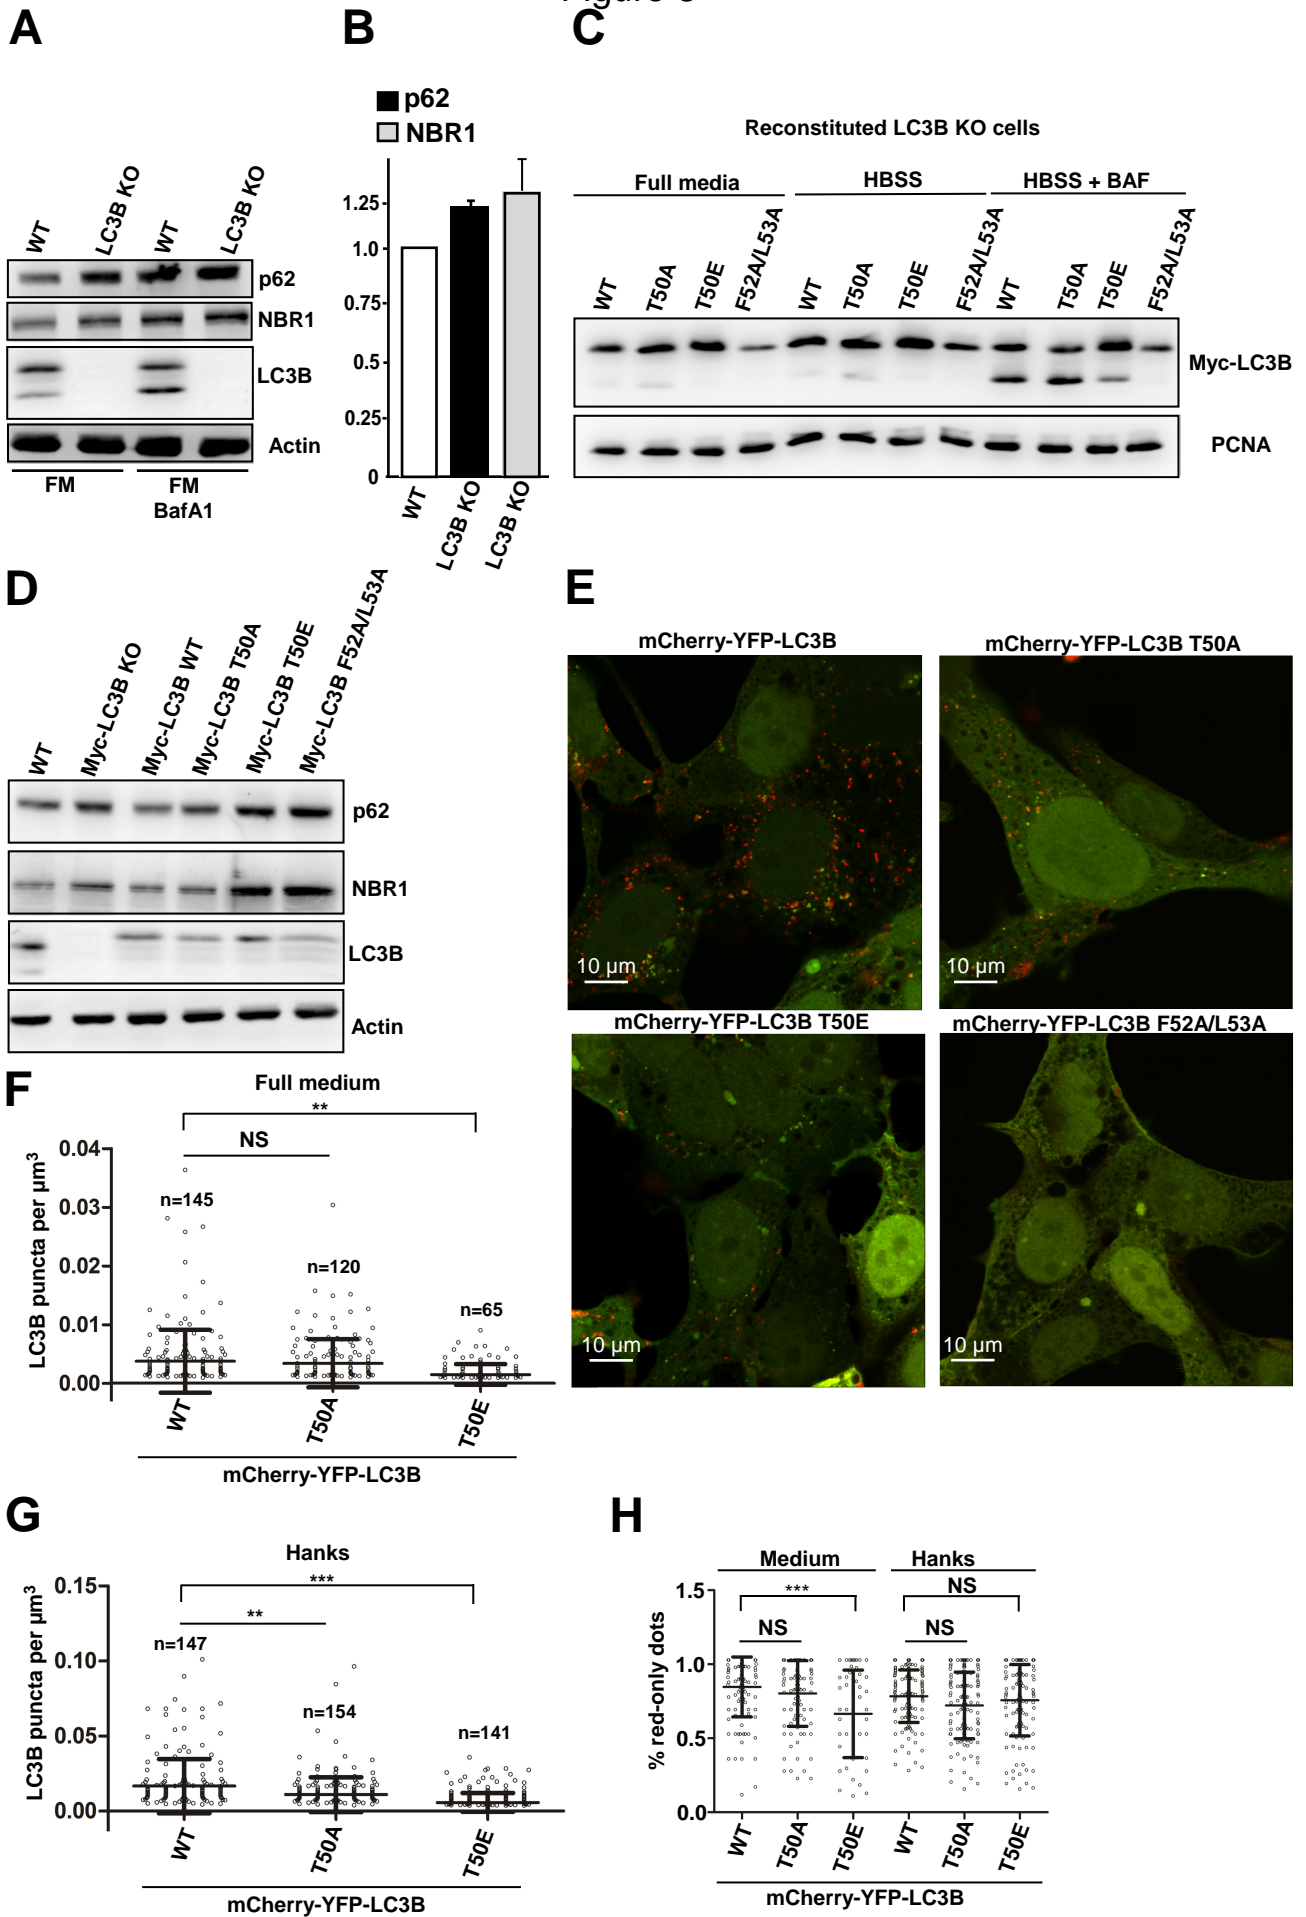 A
B
C
p62
NBR1
1.25
1.0
0.75
0.5
0.25
0
WT
LC3B KO
LC3B KO
WT
LC3B KO
WT
LC3B KO
p62
NBR1
LC3B
Actin
FM
FM
BafA1
Reconstituted LC3B KO cells
Full media
HBSS
HBSS + BAF
WT
T50A
T50E
F52A/L53A
WT
T50A
T50E
F52A/L53A
WT
T50A
T50E
F52A/L53A
Myc-LC3B
PCNA
D
WT
Myc-LC3B KO
Myc-LC3B WT
Myc-LC3B T50A
Myc-LC3B T50E
Myc-LC3B F52A/L53A
p62
NBR1
LC3B
Actin
E
mCherry-YFP-LC3B
mCherry-YFP-LC3B T50A
10 µm
10 µm
mCherry-YFP-LC3B T50E
mCherry-YFP-LC3B F52A/L53A
10 µm
10 µm
F
Full medium
**
NS
LC3B puncta per µm³
0.04
0.03
0.02
0.01
0.00
n=145
n=120
n=65
WT
T50A
T50E
mCherry-YFP-LC3B
G
Hanks
***
**
LC3B puncta per µm³
0.15
0.10
0.05
0.00
n=147
n=154
n=141
WT
T50A
T50E
mCherry-YFP-LC3B
H
Medium
Hanks
***
NS
NS
NS
% red-only dots
1.5
1.0
0.5
0.0
WT
T50A
T50E
WT
T50A
T50E
mCherry-YFP-LC3B